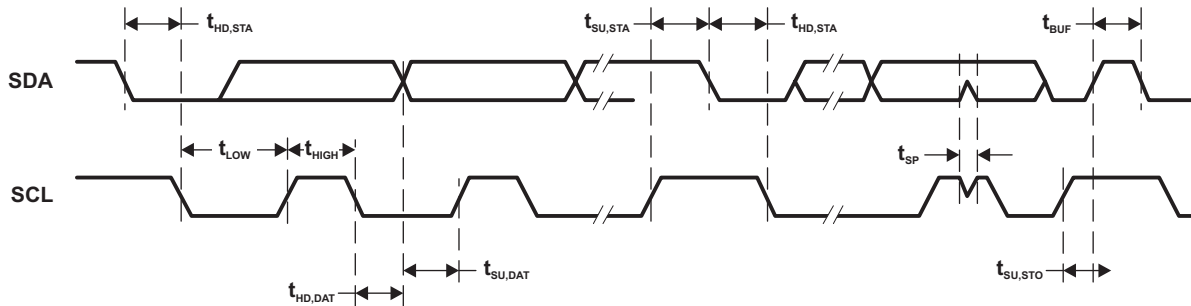 tHD,STA
tSU,STA
tHD,STA
tBUF
SDA
tLOW
tHIGH
tSP
SCL
tSU,DAT
tSU,STO
tHD,DAT